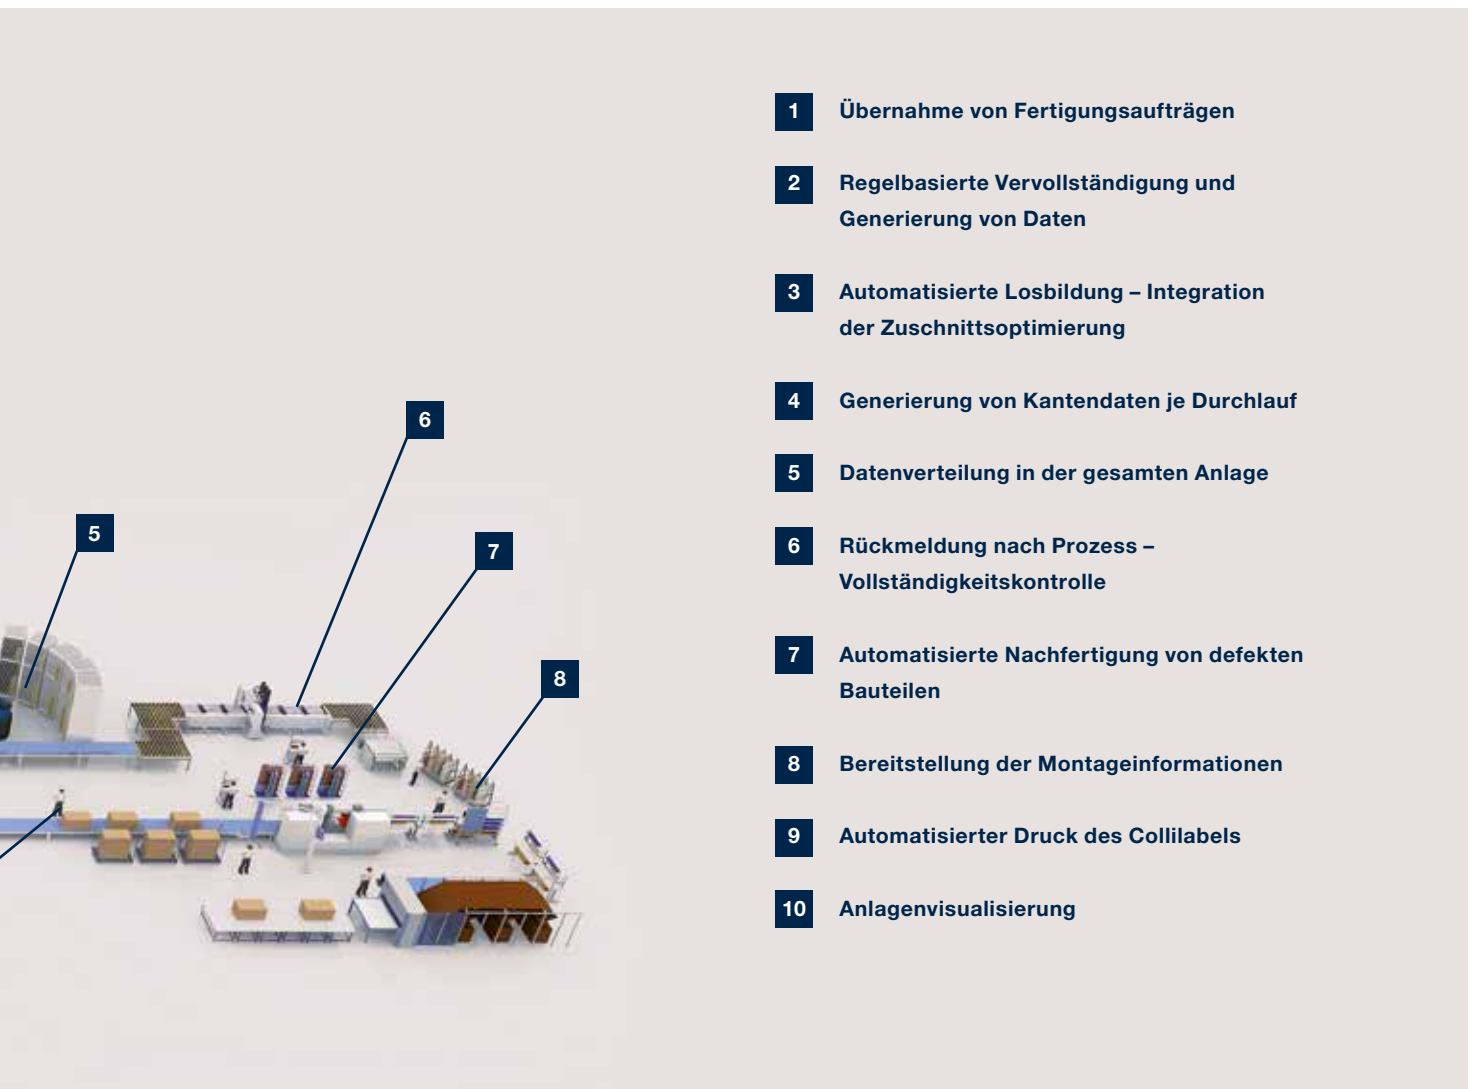 1 Übernahme von Fertigungsaufträgen
2 Regelbasierte Vervollständigung und
Generierung von Daten
3 Automatisierte Losbildung – Integration
der Zuschnittsoptimierung
4 Generierung von Kantendaten je Durchlauf
5 Datenverteilung in der gesamten Anlage
6 Rückmeldung nach Prozess –
Vollständigkeitskontrolle
7 Automatisierte Nachfertigung von defekten
Bauteilen
8 Bereitstellung der Montageinformationen
9 Automatisierter Druck des Collilabels
10 Anlagenvisualisierung
6
5
7
8